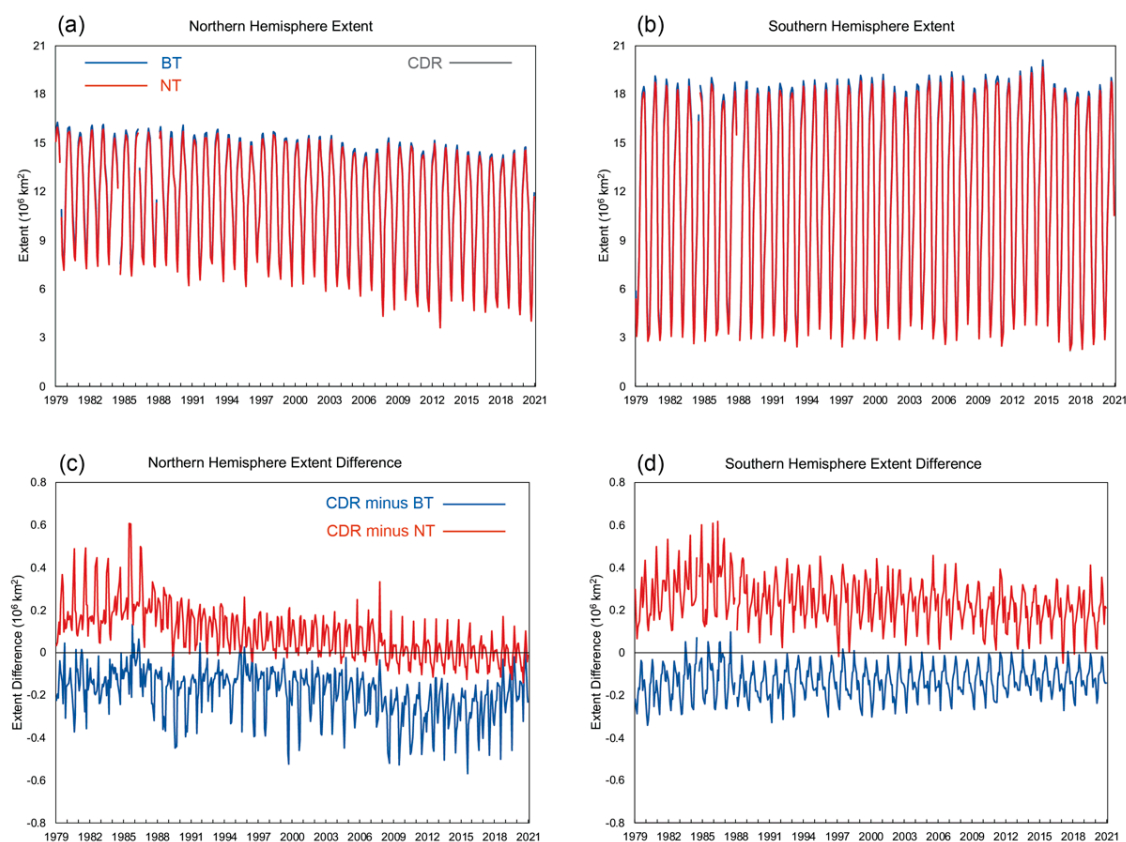 (a) Northern Hemisphere Extent
21
18
15
12
9
6
3
0
Extent (10⁶ km²)
BT
NT
CDR
1979 1982 1985 1988 1991 1994 1997 2000 2003 2006 2009 2012 2015 2018 2021
(b) Southern Hemisphere Extent
21
18
15
12
9
6
3
0
Extent (10⁶ km²)
1979 1982 1985 1988 1991 1994 1997 2000 2003 2006 2009 2012 2015 2018 2021
(c) Northern Hemisphere Extent Difference
0.8
0.6
0.4
0.2
0
-0.2
-0.4
-0.6
-0.8
Extent Difference (10⁶ km²)
CDR minus BT
CDR minus NT
1979 1982 1985 1988 1991 1994 1997 2000 2003 2006 2009 2012 2015 2018 2021
(d) Southern Hemisphere Extent Difference
0.8
0.6
0.4
0.2
0
-0.2
-0.4
-0.6
-0.8
Extent Difference (10⁶ km²)
1979 1982 1985 1988 1991 1994 1997 2000 2003 2006 2009 2012 2015 2018 2021